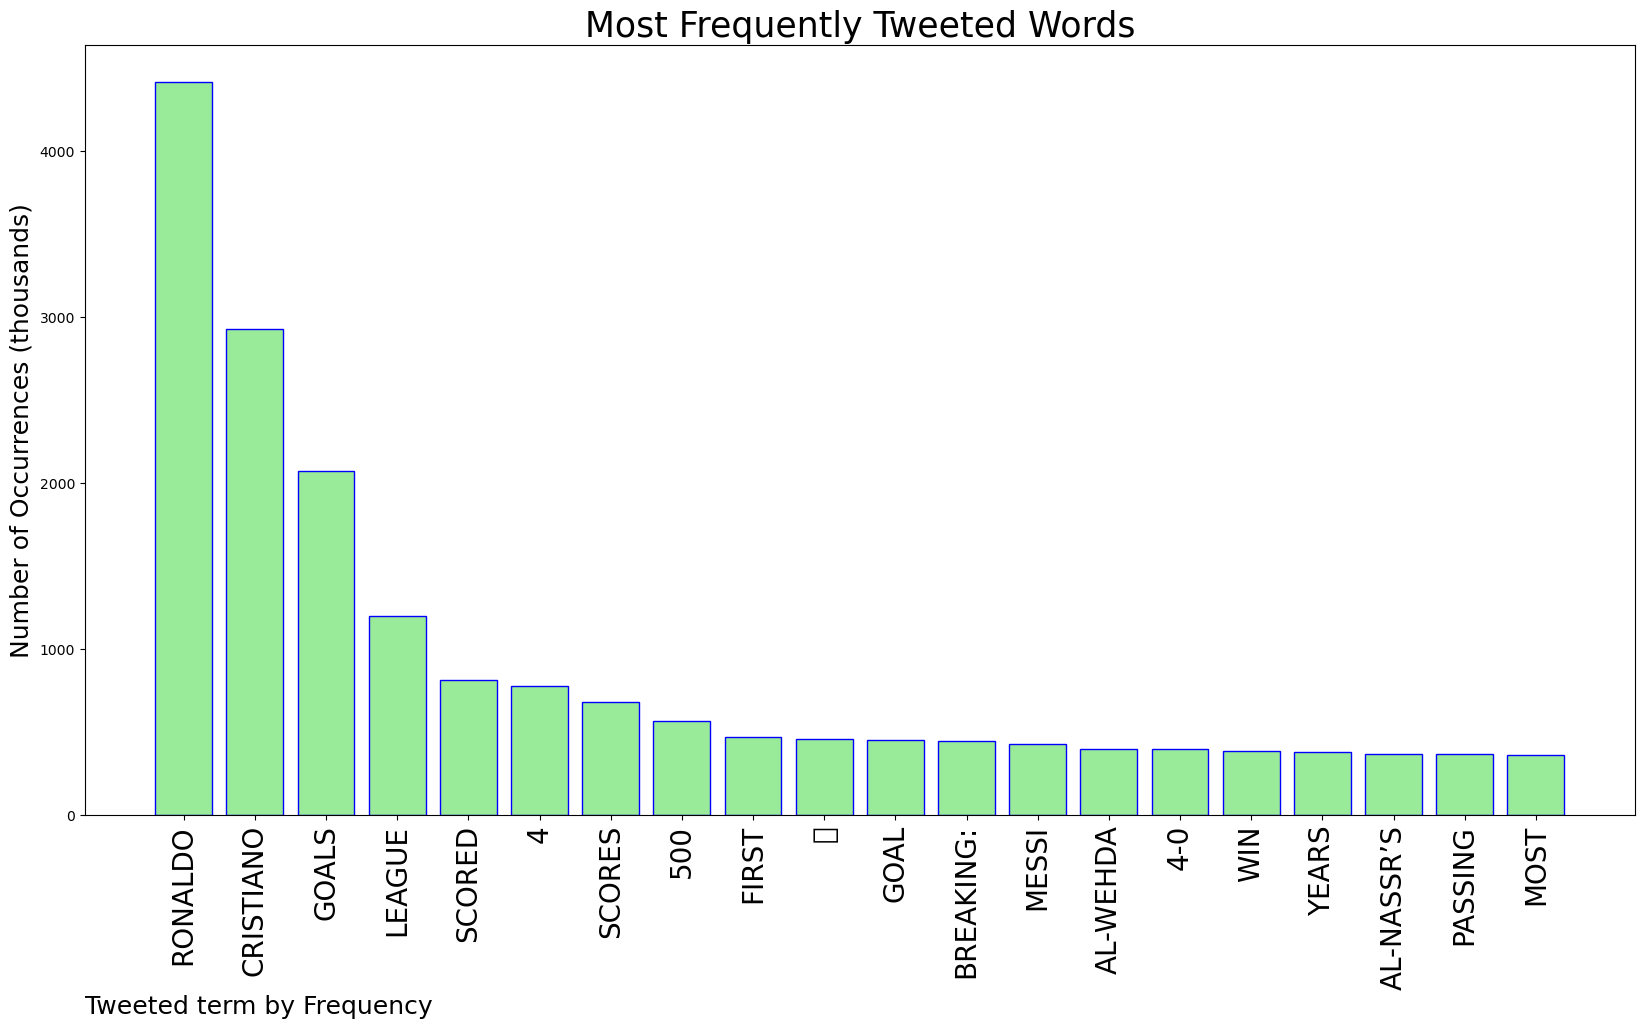 Most Frequently Tweeted Words
Number of Occurrences (thousands)
4000
3000
2000
1000
0
RONALDO
CRISTIANO
GOALS
LEAGUE
SCORED
4
SCORES
500
FIRST
GOAL
BREAKING:
MESSI
AL-WEHDA
4-0
WIN
YEARS
AL-NASSR’S
PASSING
MOST
Tweeted term by Frequency